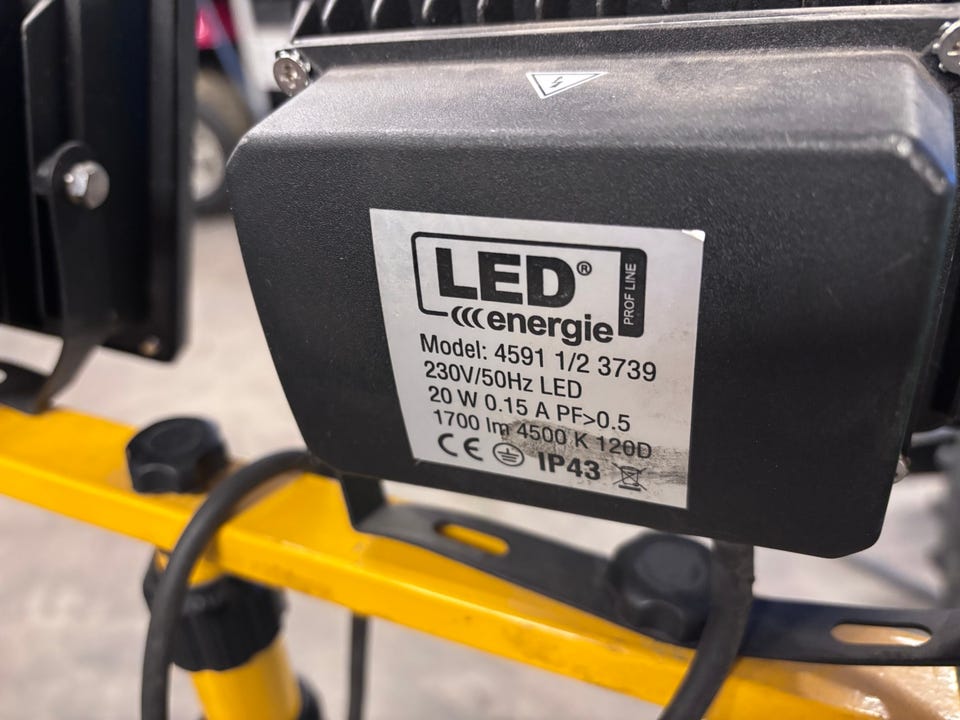 LED®
PROF LINE
energie
Model: 4591 1/2 3739
230V/50Hz LED
20 W 0.15 A PF>0.5
1700 lm 4500 K 120D
CE IP43